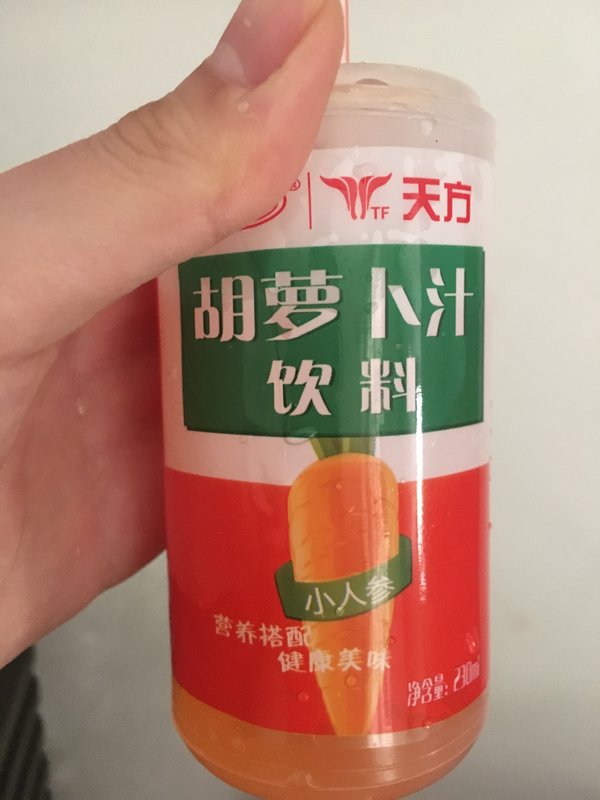 ® TF 天方
胡萝卜汁
饮料
小人参
营养搭配
健康美味
净含量:230ml